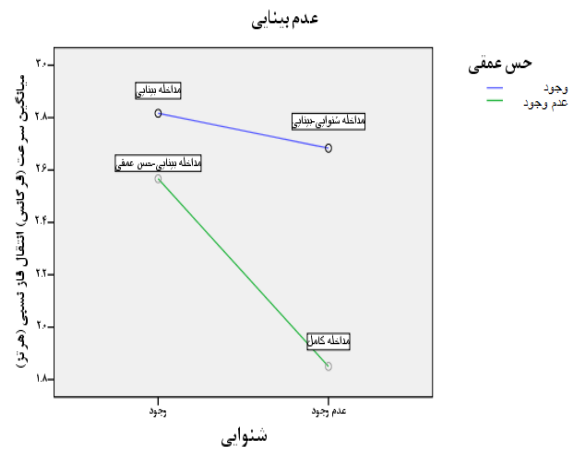 عدم بینایی
حس عمقی
وجود
عدم وجود
میانگین سرعت (فرکانس) انتقال فاز نسبی (هرتز)
۳.۰
۲.۸
۲.۶
۲.۴
۲.۲
۲.۰
۱.۸
مداخله بینایی
مداخله شنوایی-بینایی
مداخله بینایی-حس عمقی
مداخله کامل
وجود
عدم وجود
شنوایی